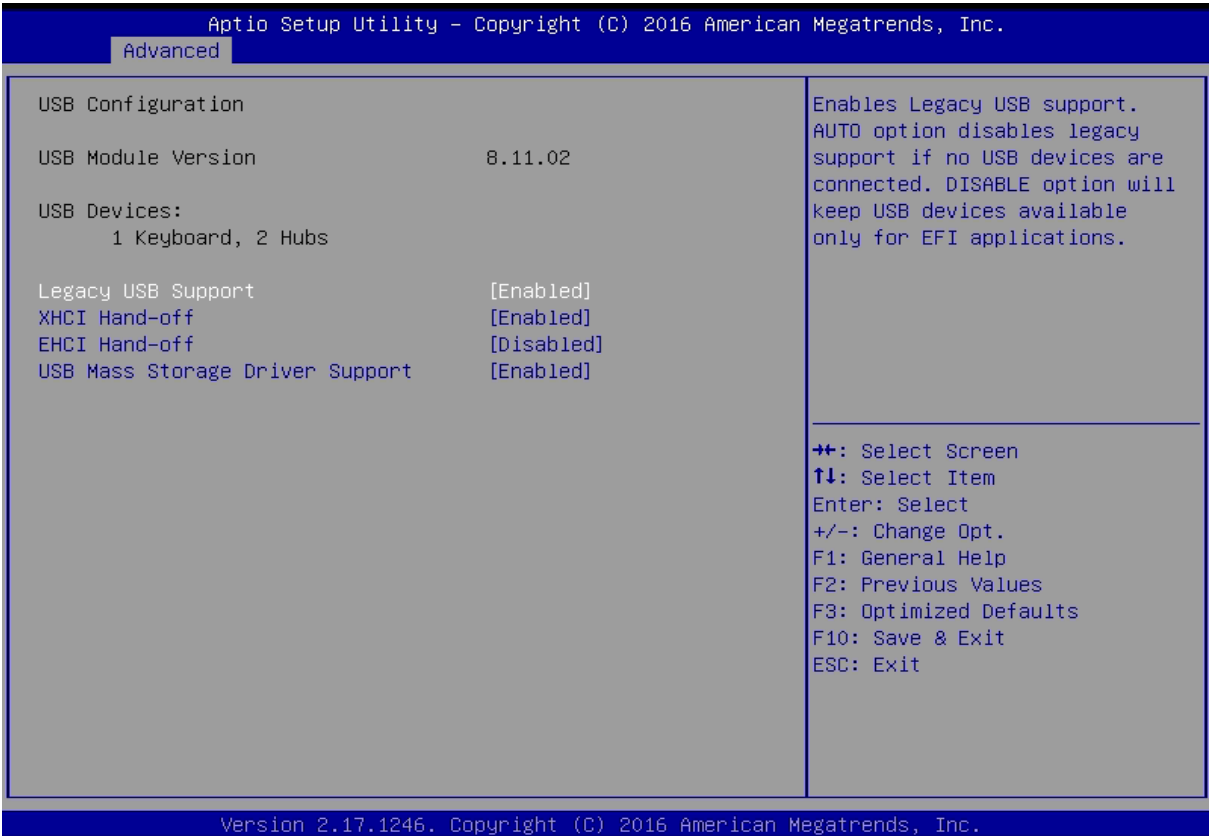 Aptio Setup Utility – Copyright (C) 2016 American Megatrends, Inc.
Advanced
USB Configuration
USB Module Version 8.11.02
USB Devices:
1 Keyboard, 2 Hubs
Legacy USB Support [Enabled]
XHCI Hand-off [Enabled]
EHCI Hand-off [Disabled]
USB Mass Storage Driver Support [Enabled]
Enables Legacy USB support.
AUTO option disables legacy
support if no USB devices are
connected. DISABLE option will
keep USB devices available
only for EFI applications.
→←: Select Screen
↑↓: Select Item
Enter: Select
+/-: Change Opt.
F1: General Help
F2: Previous Values
F3: Optimized Defaults
F10: Save & Exit
ESC: Exit
Version 2.17.1246. Copyright (C) 2016 American Megatrends, Inc.